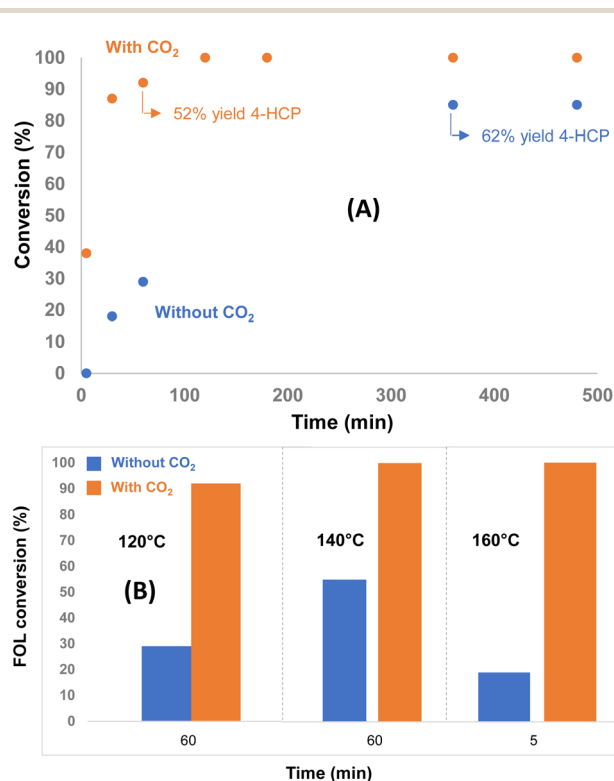 With CO₂
100
90
80
70
60
50
40
30
20
10
0
Conversion (%)
52% yield 4-HCP
62% yield 4-HCP
(A)
Without CO₂
0 100 200 300 400 500
Time (min)
100
90
80
70
60
50
40
30
20
10
0
FOL conversion (%)
Without CO₂
With CO₂
120°C 140°C 160°C
(B)
60 60 5
Time (min)